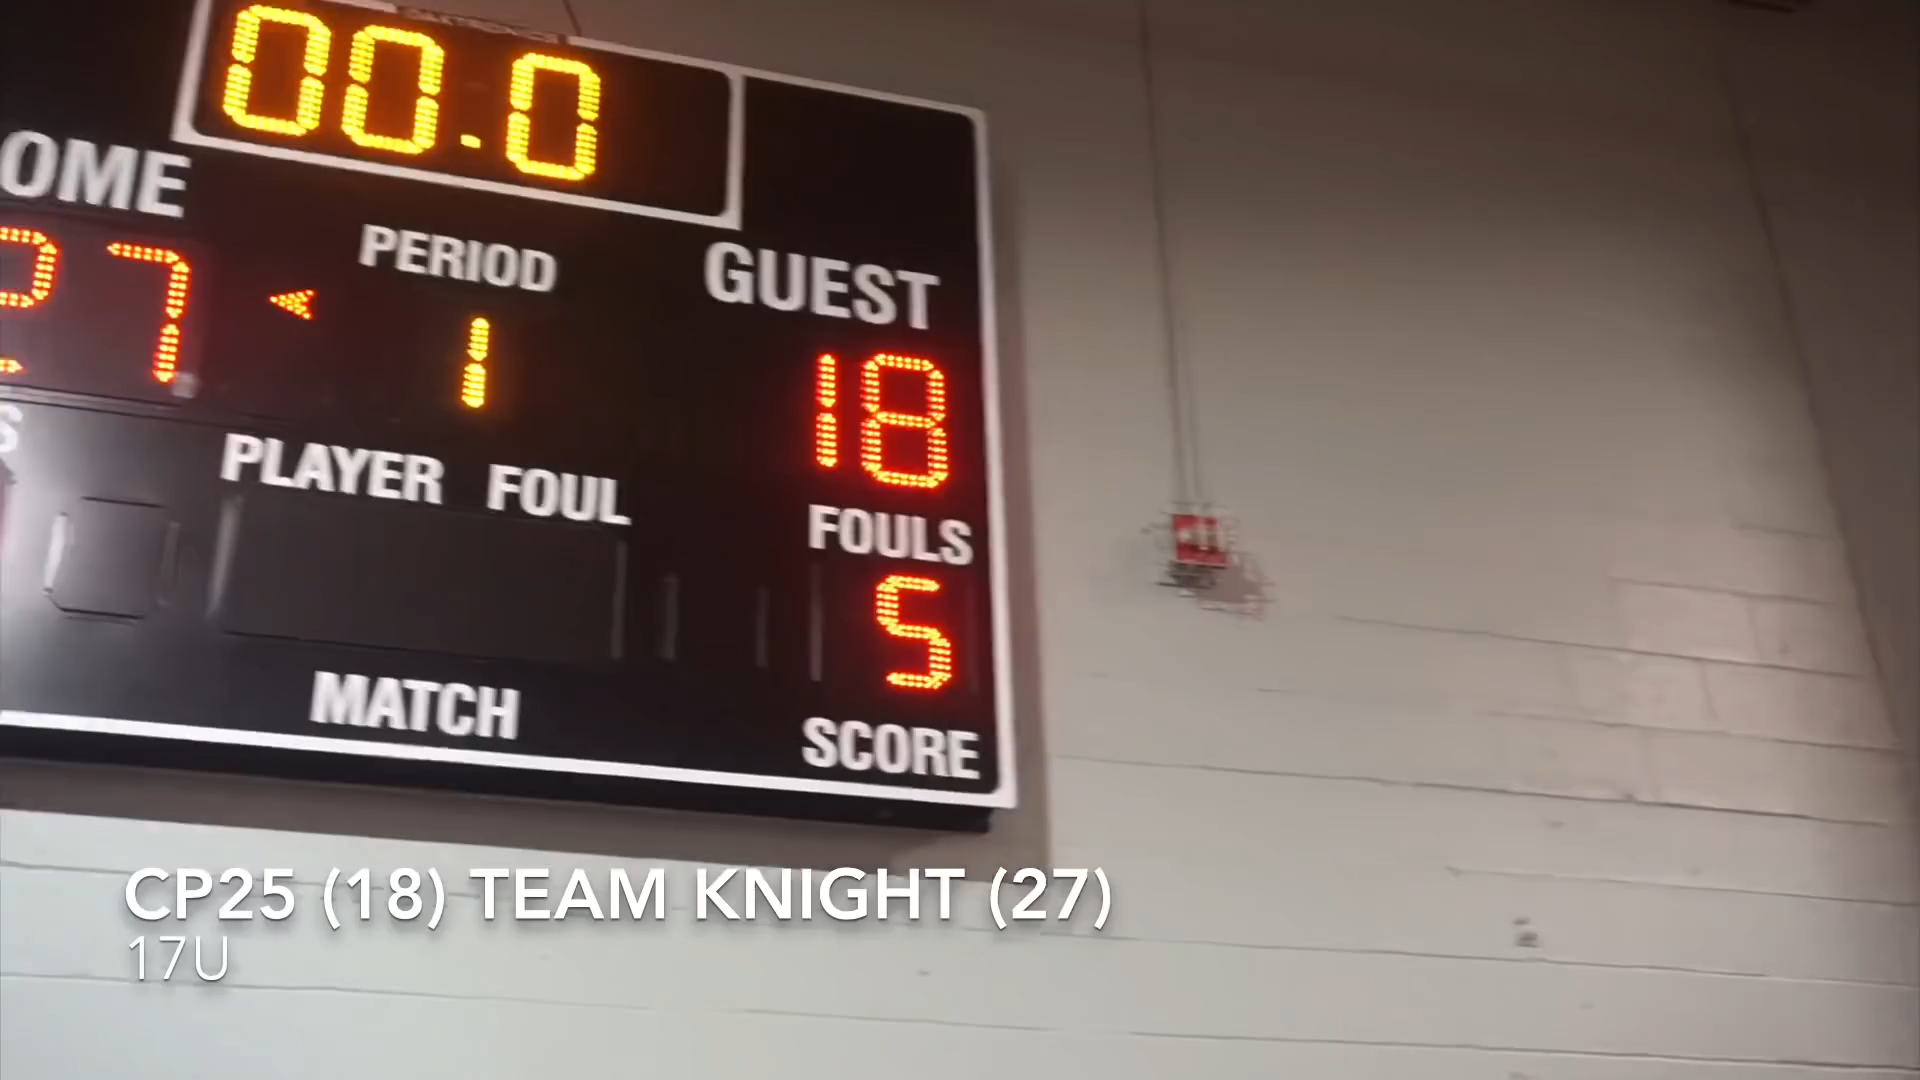 00.0
OME
PERIOD
GUEST
27
1
18
S
PLAYER FOUL
FOULS
5
MATCH
SCORE
CP25 (18) TEAM KNIGHT (27)
17U